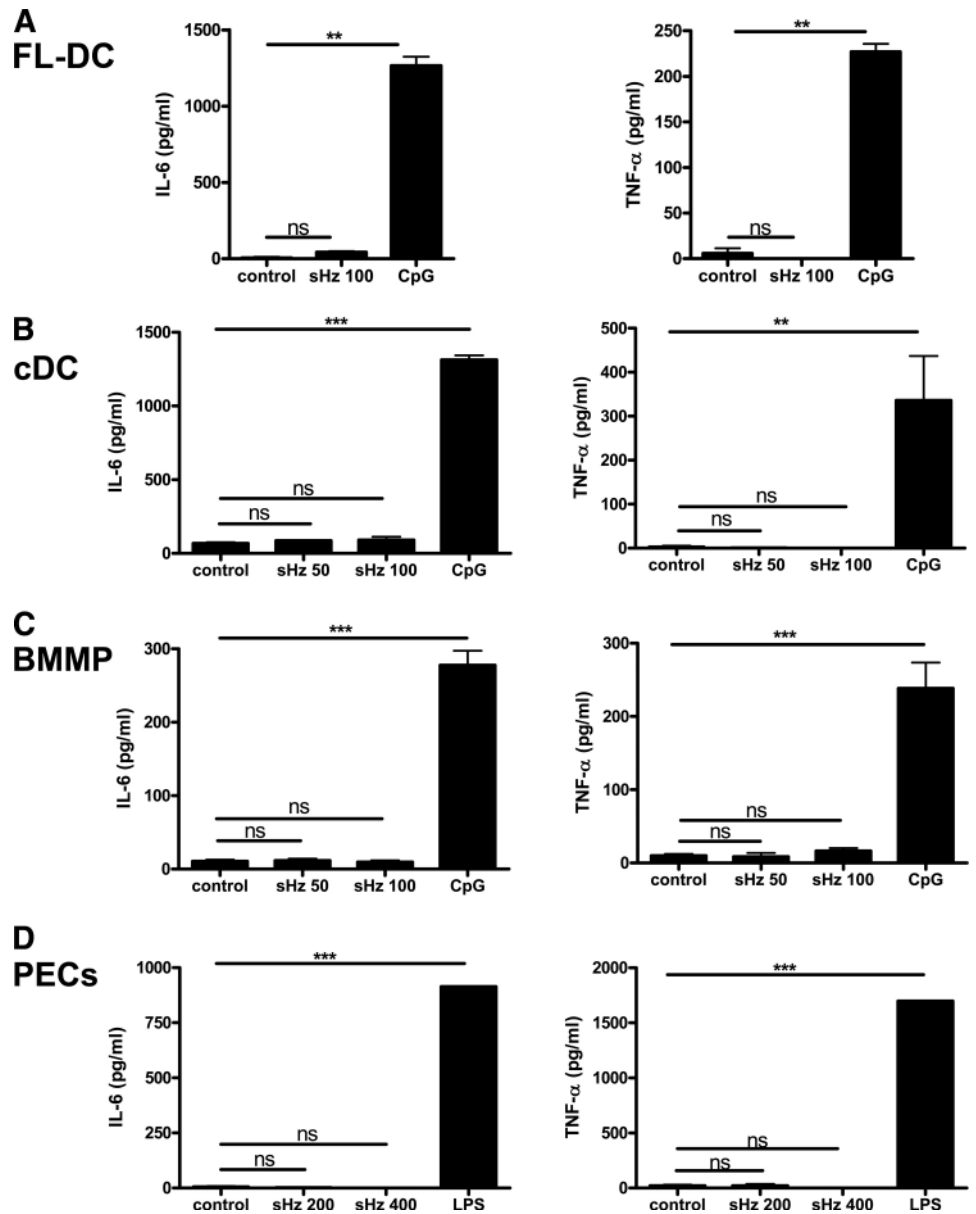 A
FL-DC
IL-6 (pg/ml)
1500
1000
500
0
**
ns
control sHz 100 CpG
TNF-α (pg/ml)
250
200
150
100
50
0
**
ns
control sHz 100 CpG
B
cDC
IL-6 (pg/ml)
1500
1000
500
0
***
ns
ns
control sHz 50 sHz 100 CpG
TNF-α (pg/ml)
500
400
300
200
100
0
**
ns
ns
control sHz 50 sHz 100 CpG
C
BMMP
IL-6 (pg/ml)
300
200
100
0
***
ns
ns
control sHz 50 sHz 100 CpG
TNF-α (pg/ml)
300
200
100
0
***
ns
ns
control sHz 50 sHz 100 CpG
D
PECs
IL-6 (pg/ml)
1000
750
500
250
0
***
ns
ns
control sHz 200 sHz 400 LPS
TNF-α (pg/ml)
2000
1500
1000
500
0
***
ns
ns
control sHz 200 sHz 400 LPS